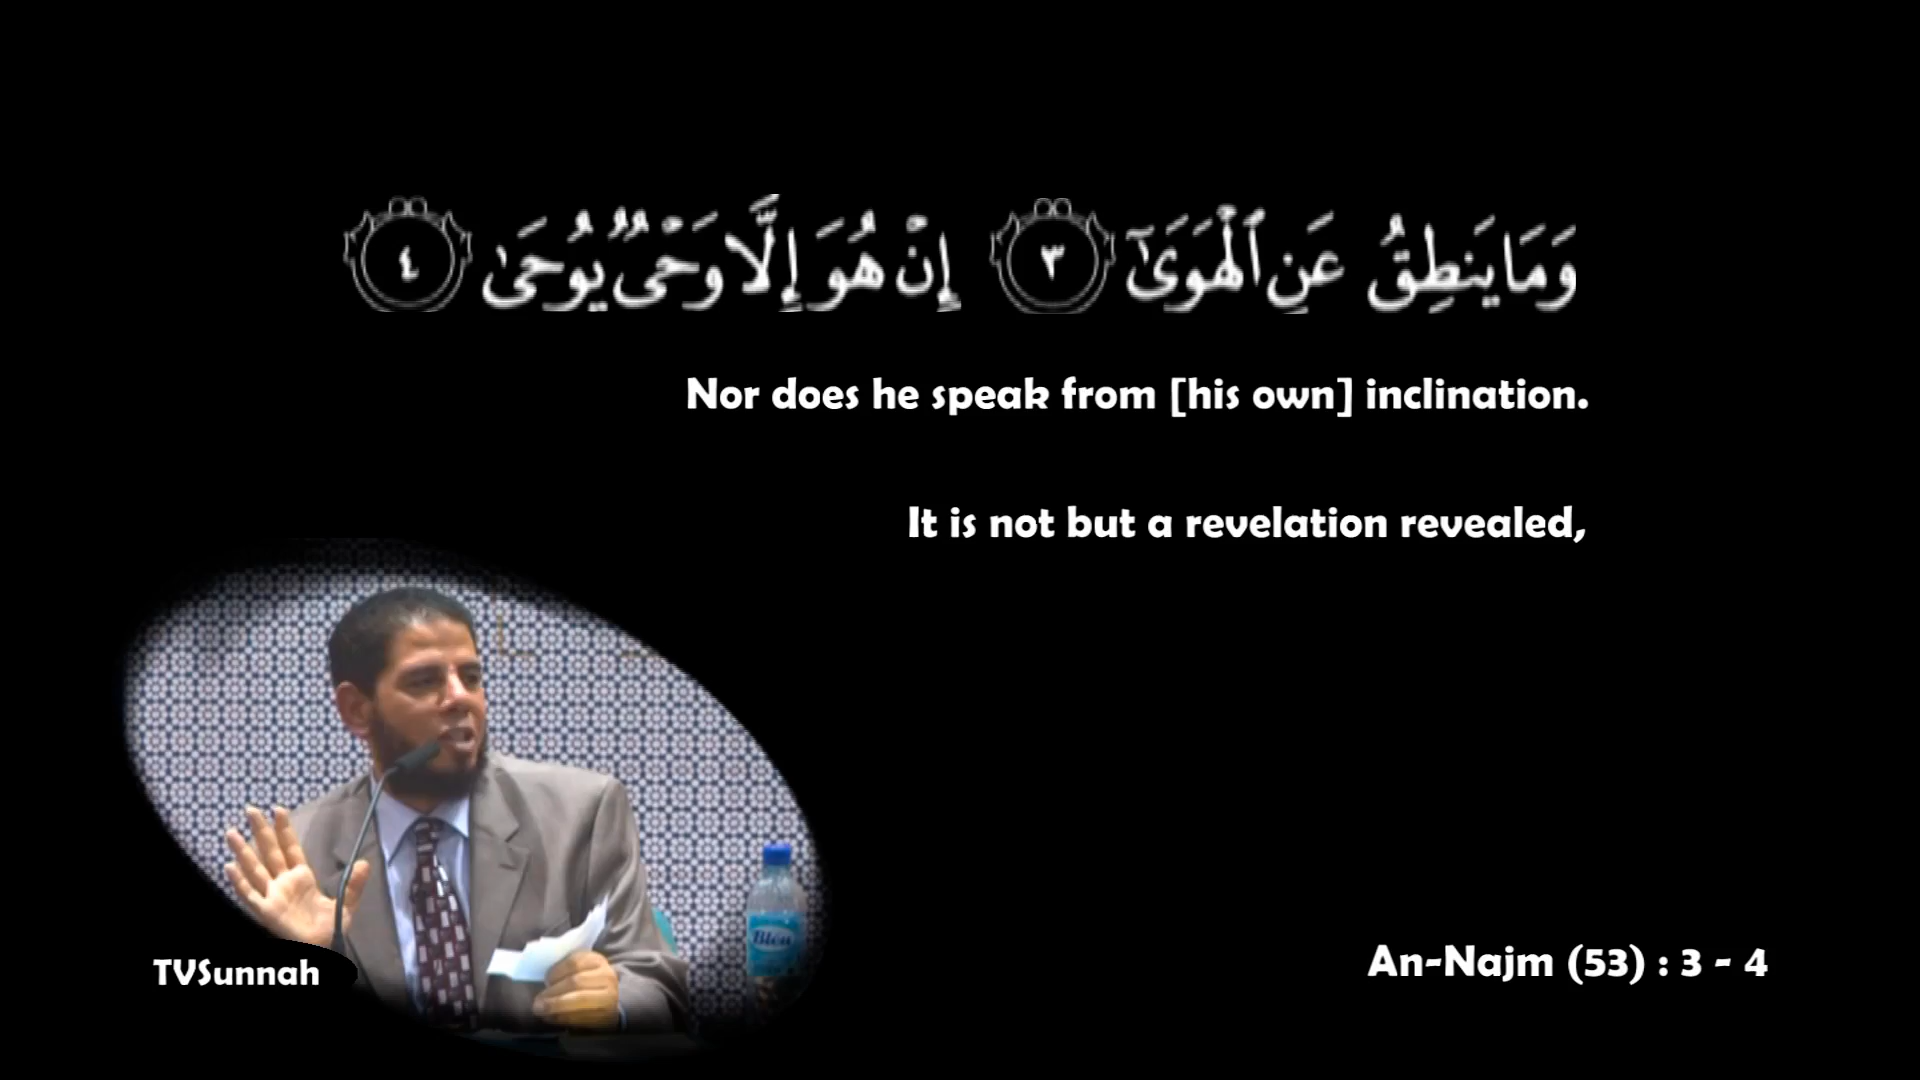 وَمَا يَنطِقُ عَنِ ٱلْهَوَىٰٓ ٣ إِنْ هُوَ إِلَّا وَحْىٌ يُوحَىٰ ٤
Nor does he speak from [his own] inclination.
It is not but a revelation revealed,
Bléu
TVSunnah
An-Najm (53) : 3 - 4